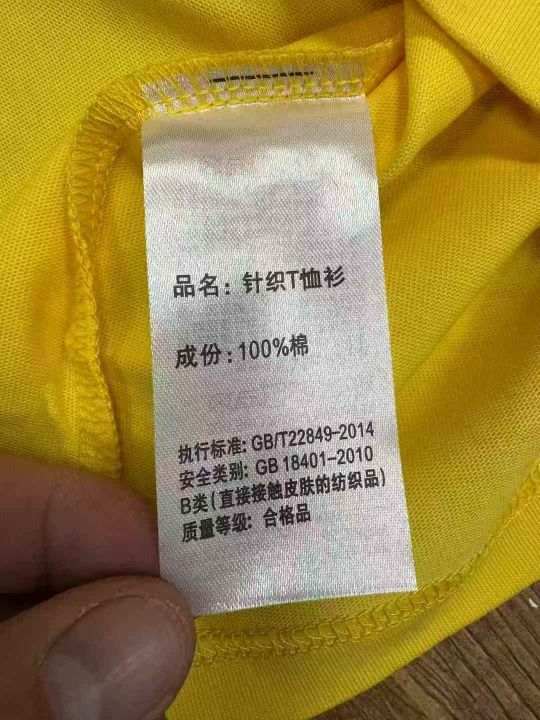 品名：针织T恤衫
成份：100%棉
执行标准：GB/T22849-2014
安全类别：GB 18401-2010
B类（直接接触皮肤的纺织品）
质量等级：合格品